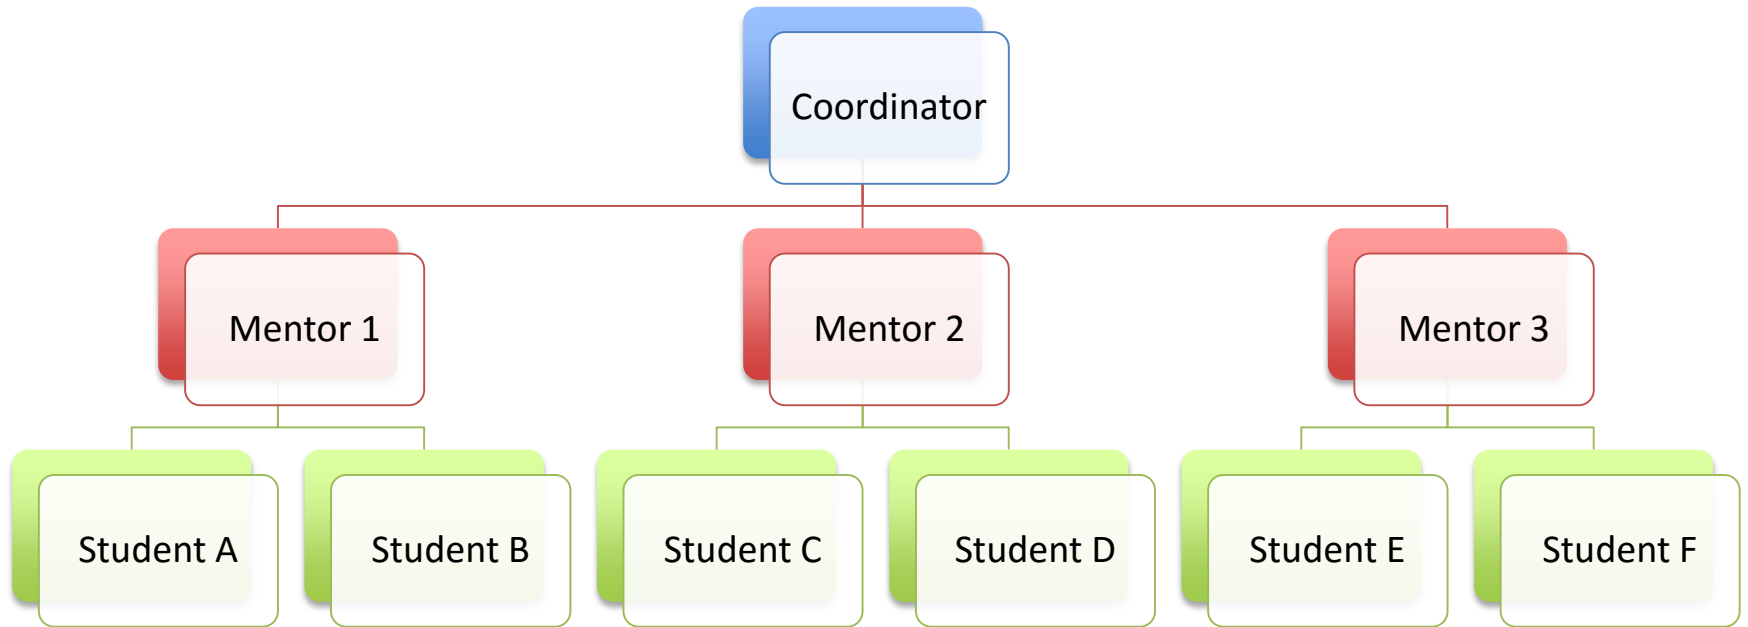 Coordinator
Mentor 1
Mentor 2
Mentor 3
Student A
Student B
Student C
Student D
Student E
Student F